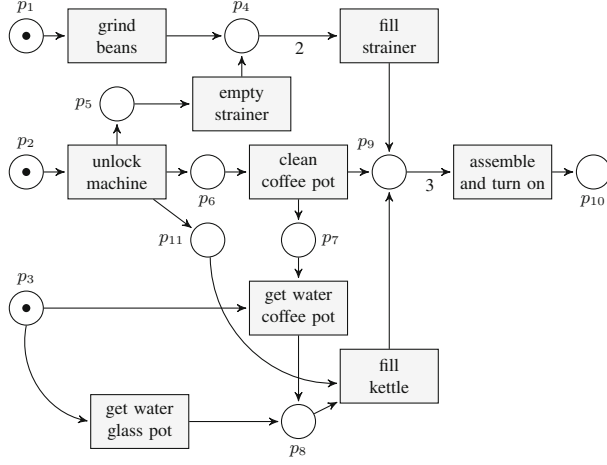 p1
grind
beans
p4
2
fill
strainer
p5
empty
strainer
p2
unlock
machine
p6
clean
coffee pot
p9
3
assemble
and turn on
p10
p11
p7
p3
get water
coffee pot
fill
kettle
get water
glass pot
p8